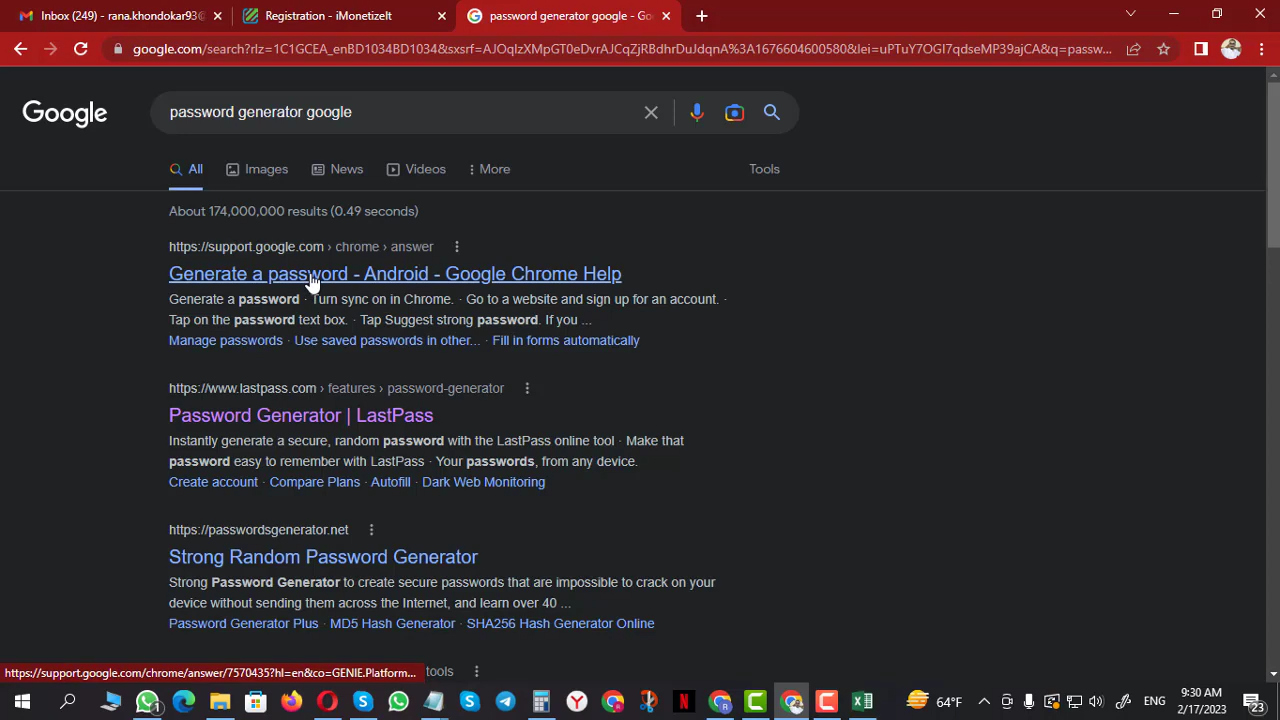 Inbox (249) - rana.khondokar93@
Registration - iMonetizeIt
password generator google - Goo
google.com/search?rlz=1C1GCEA_enBD1034BD1034&sxsrf=AJOqlzXMpGT0eDvrAJCqZjRBdhrDuJdqnA%3A1676604600580&lei=uPTuY7OGI7qdseMP39ajCA&q=passw...
Google
password generator google
All
Images
News
Videos
More
Tools
About 174,000,000 results (0.49 seconds)
https://support.google.com › chrome › answer
Generate a password - Android - Google Chrome Help
Generate a password · Turn sync on in Chrome. · Go to a website and sign up for an account. ·
Tap on the password text box. · Tap Suggest strong password. If you ...
Manage passwords · Use saved passwords in other... · Fill in forms automatically
https://www.lastpass.com › features › password-generator
Password Generator | LastPass
Instantly generate a secure, random password with the LastPass online tool · Make that
password easy to remember with LastPass · Your passwords, from any device.
Create account · Compare Plans · Autofill · Dark Web Monitoring
https://passwordsgenerator.net
Strong Random Password Generator
Strong Password Generator to create secure passwords that are impossible to crack on your
device without sending them across the Internet, and learn over 40 ...
Password Generator Plus · MD5 Hash Generator · SHA256 Hash Generator Online
https://support.google.com/chrome/answer/7570435?hl=en&co=GENIE.Platform...
tools
1
64°F
ENG
9:30 AM
2/17/2023
23